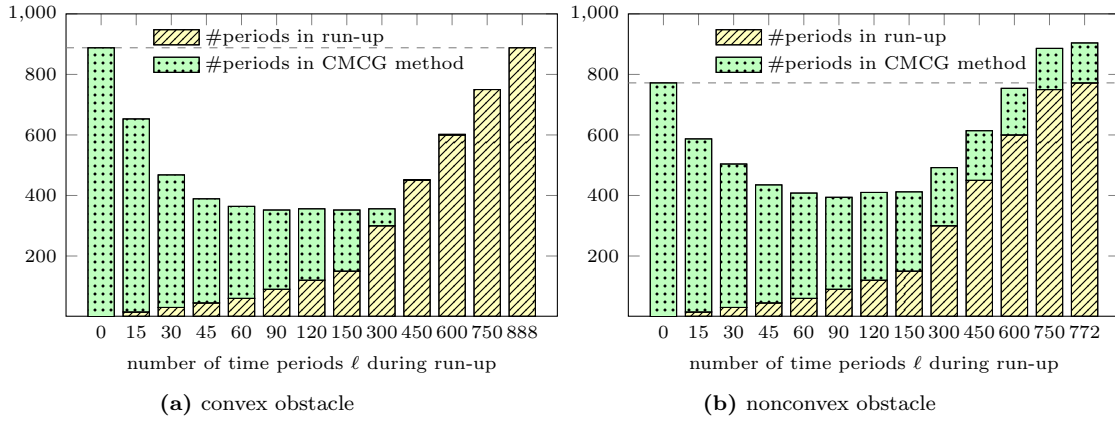 1,000
800
600
400
200
#periods in run-up
#periods in CMCG method
0 15 30 45 60 90 120 150 300 450 600 750 888
number of time periods ℓ during run-up
(a) convex obstacle
1,000
800
600
400
200
#periods in run-up
#periods in CMCG method
0 15 30 45 60 90 120 150 300 450 600 750 772
number of time periods ℓ during run-up
(b) nonconvex obstacle